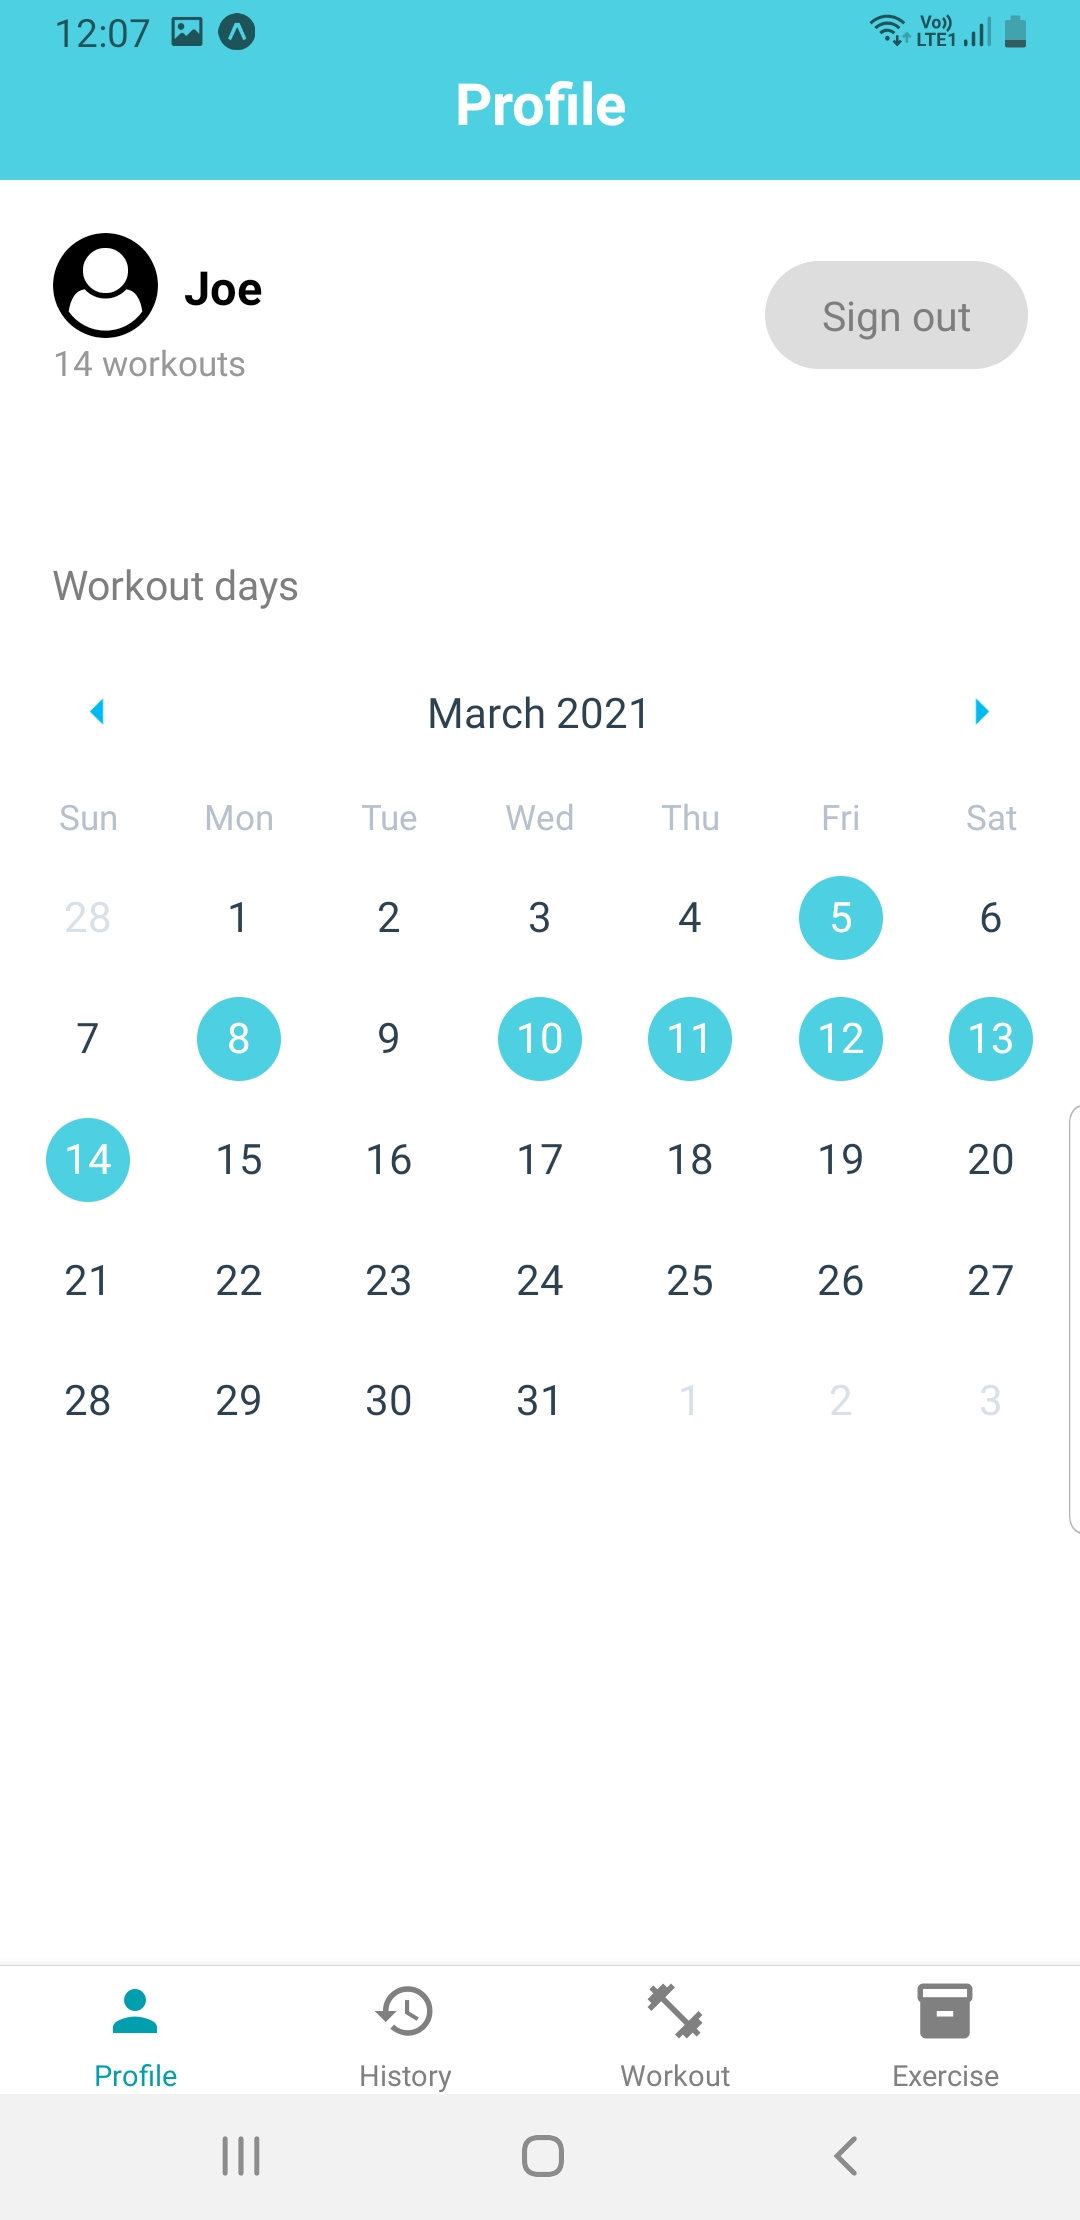 12:07 Vo)) LTE1
Profile
Joe
14 workouts
Sign out
Workout days
March 2021
Sun Mon Tue Wed Thu Fri Sat
28 1 2 3 4 5 6
7 8 9 10 11 12 13
14 15 16 17 18 19 20
21 22 23 24 25 26 27
28 29 30 31 1 2 3
Profile History Workout Exercise